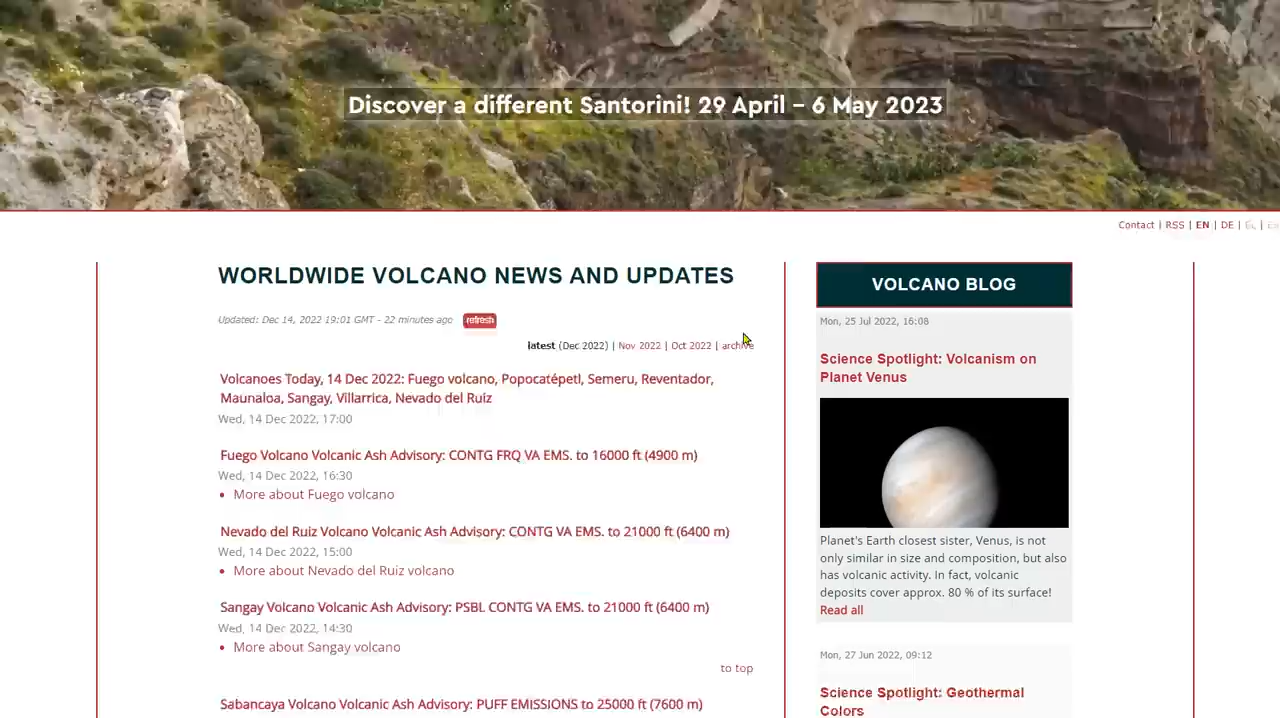 Discover a different Santorini! 29 April – 6 May 2023
Contact | RSS | EN | DE |
WORLDWIDE VOLCANO NEWS AND UPDATES
Updated: Dec 14, 2022 19:01 GMT - 22 minutes ago refresh
latest (Dec 2022) | Nov 2022 | Oct 2022 | archive
Volcanoes Today, 14 Dec 2022: Fuego volcano, Popocatépetl, Semeru, Reventador,
Maunaloa, Sangay, Villarrica, Nevado del Ruiz
Wed, 14 Dec 2022, 17:00
Fuego Volcano Volcanic Ash Advisory: CONTG FRQ VA EMS. to 16000 ft (4900 m)
Wed, 14 Dec 2022, 16:30
• More about Fuego volcano
Nevado del Ruiz Volcano Volcanic Ash Advisory: CONTG VA EMS. to 21000 ft (6400 m)
Wed, 14 Dec 2022, 15:00
• More about Nevado del Ruiz volcano
Sangay Volcano Volcanic Ash Advisory: PSBL CONTG VA EMS. to 21000 ft (6400 m)
Wed, 14 Dec 2022, 14:30
• More about Sangay volcano
to top
Sabancaya Volcano Volcanic Ash Advisory: PUFF EMISSIONS to 25000 ft (7600 m)
VOLCANO BLOG
Mon, 25 Jul 2022, 16:08
Science Spotlight: Volcanism on
Planet Venus
Planet's Earth closest sister, Venus, is not
only similar in size and composition, but also
has volcanic activity. In fact, volcanic
deposits cover approx. 80 % of its surface!
Read all
Mon, 27 Jun 2022, 09:12
Science Spotlight: Geothermal
Colors